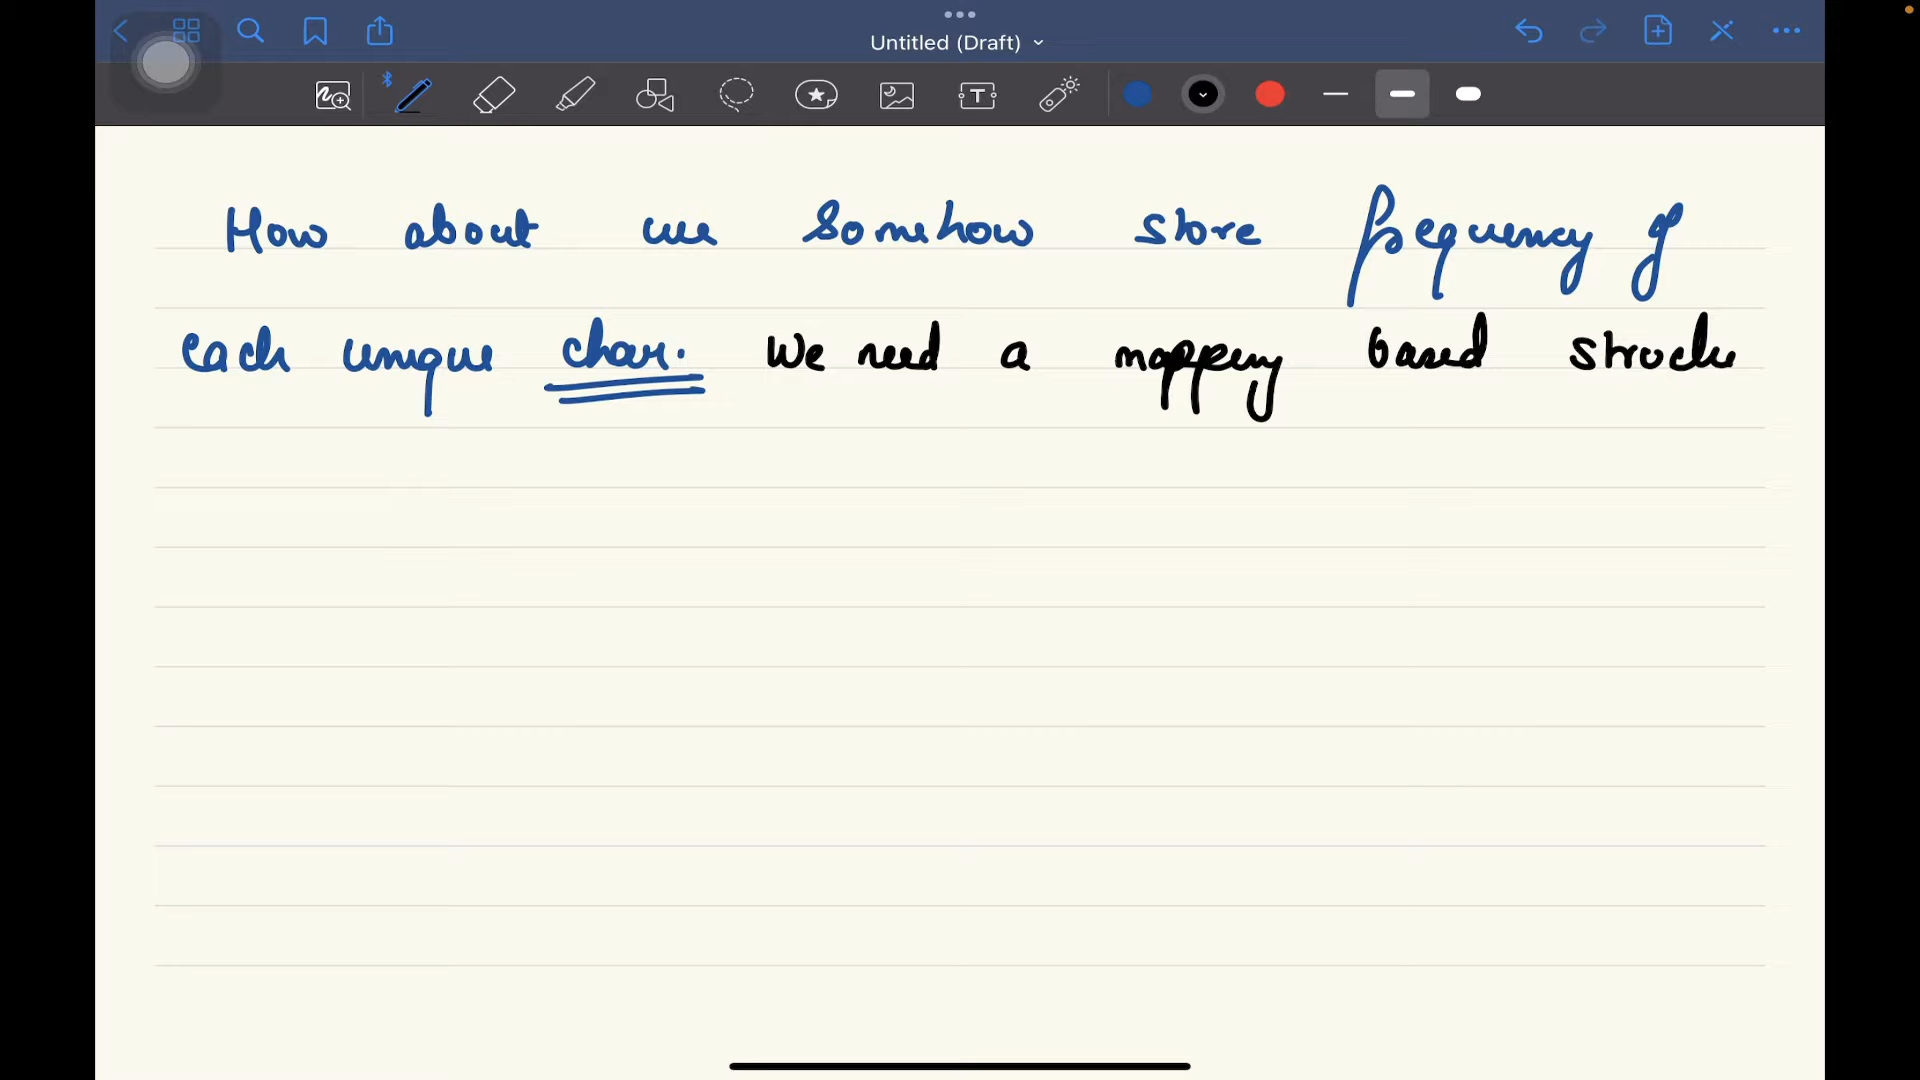 Untitled (Draft)
How about we somehow store frequency of
each unique char. We need a mapping based